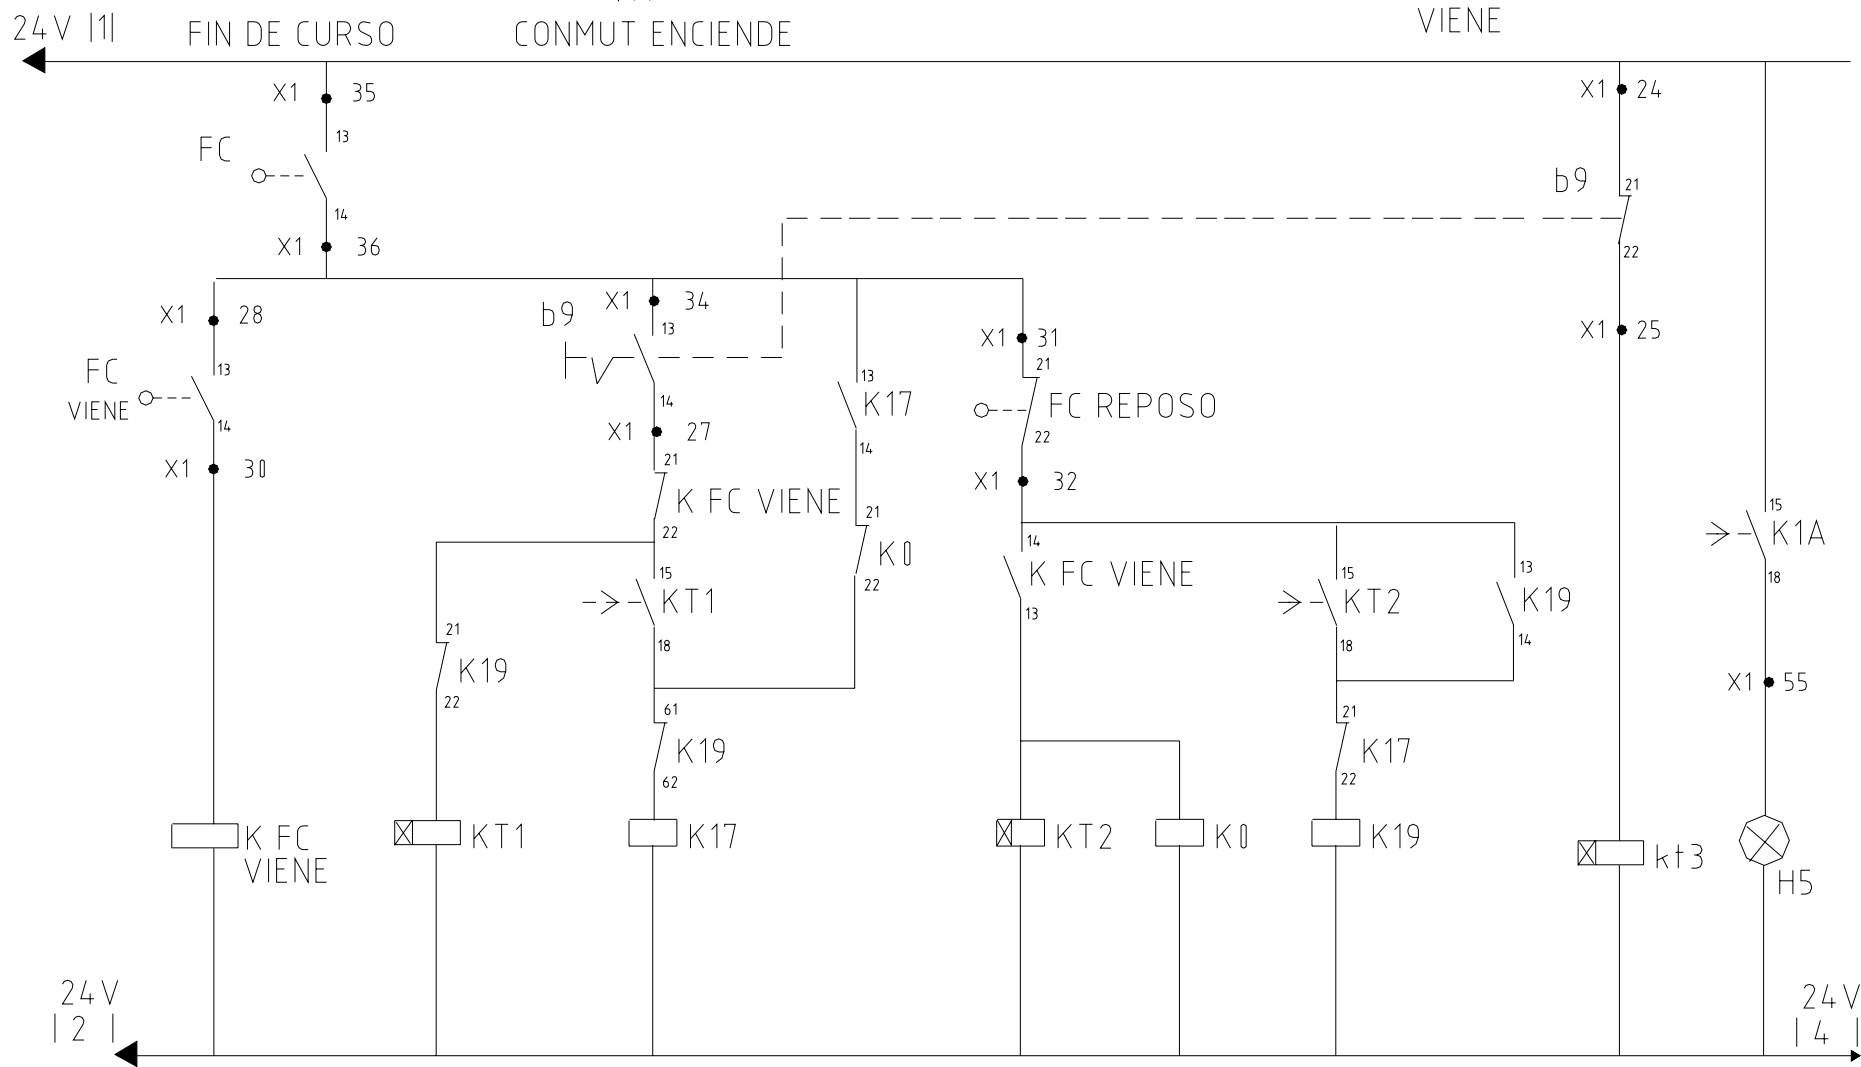 24V |1|
FIN DE CURSO
CONMUT ENCIENDE
VIENE
X1 35
13
FC
14
X1 36
X1 24
b9
21
22
X1 25
X1 28
13
FC
VIENE
14
X1 30
b9
X1 34
13
14
X1 27
21
K FC VIENE
22
15
KT1
18
61
K19
62
21
K19
22
13
K17
14
21
K0
22
X1 31
21
FC REPOSO
22
X1 32
14
K FC VIENE
13
15
KT2
18
13
K19
14
21
K17
22
15
K1A
18
X1 55
K FC
VIENE
KT1
K17
KT2
K0
K19
kt3
H5
24V
| 2 |
24V
| 4 |